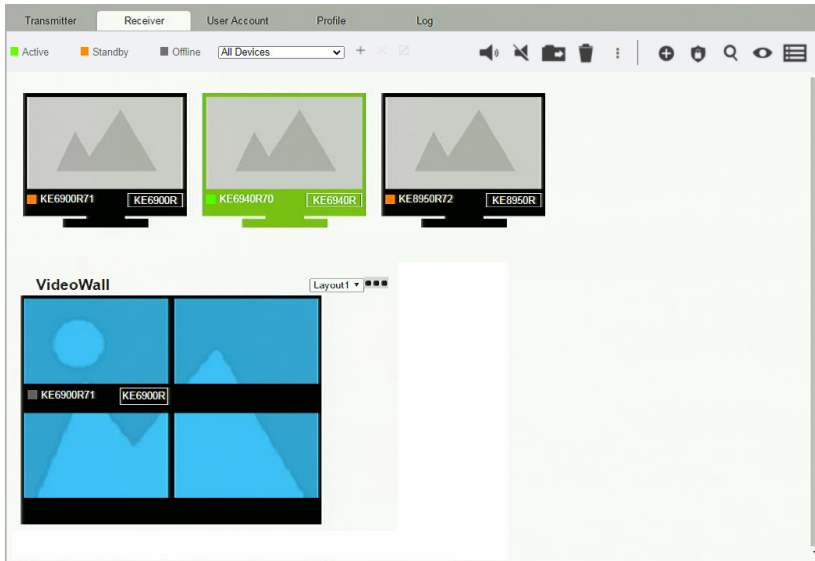 Transmitter Receiver User Account Profile Log
Active Standby Offline All Devices
KE6900R71 KE6900R KE6940R70 KE6940R KE8950R72 KE8950R
VideoWall Layout1
KE6900R71 KE6900R